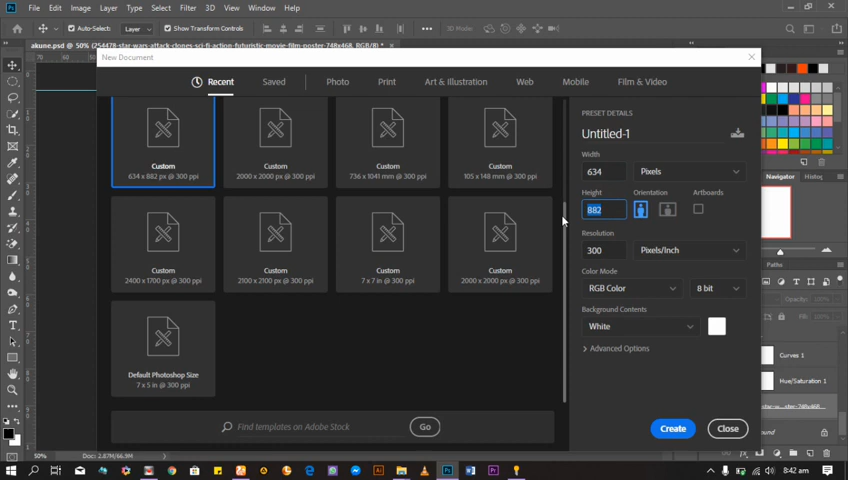 File Edit Image Layer Type Select Filter 3D View Window Help
Auto-Select: Layer Show Transform Controls 3D Mode:
akune.psd @ 50% (254478-star-wars-attack-clones-sci-fi-action-futuristic-movie-film-poster-748x468, RGB/8) *
New Document
Recent Saved Photo Print Art & Illustration Web Mobile Film & Video
Custom
634 x 882 px @ 300 ppi
Custom
2000 x 2000 px @ 300 ppi
Custom
736 x 1041 mm @ 300 ppi
Custom
105 x 148 mm @ 300 ppi
Custom
2400 x 1700 px @ 300 ppi
Custom
2100 x 2100 px @ 300 ppi
Custom
7 x 7 in @ 300 ppi
Custom
2000 x 2000 px @ 300 ppi
Default Photoshop Size
7 x 5 in @ 300 ppi
Find templates on Adobe Stock Go
PRESET DETAILS
Untitled-1
Width
634 Pixels
Height Orientation Artboards
882
Resolution
300 Pixels/Inch
Color Mode
RGB Color 8 bit
Background Contents
White
Advanced Options
Create Close
Navigator Histog
Paths
Opacity: 100%
Fill: 100%
Curves 1
Hue/Saturation 1
50% Doc: 2.87M/66.9M
8:42 am